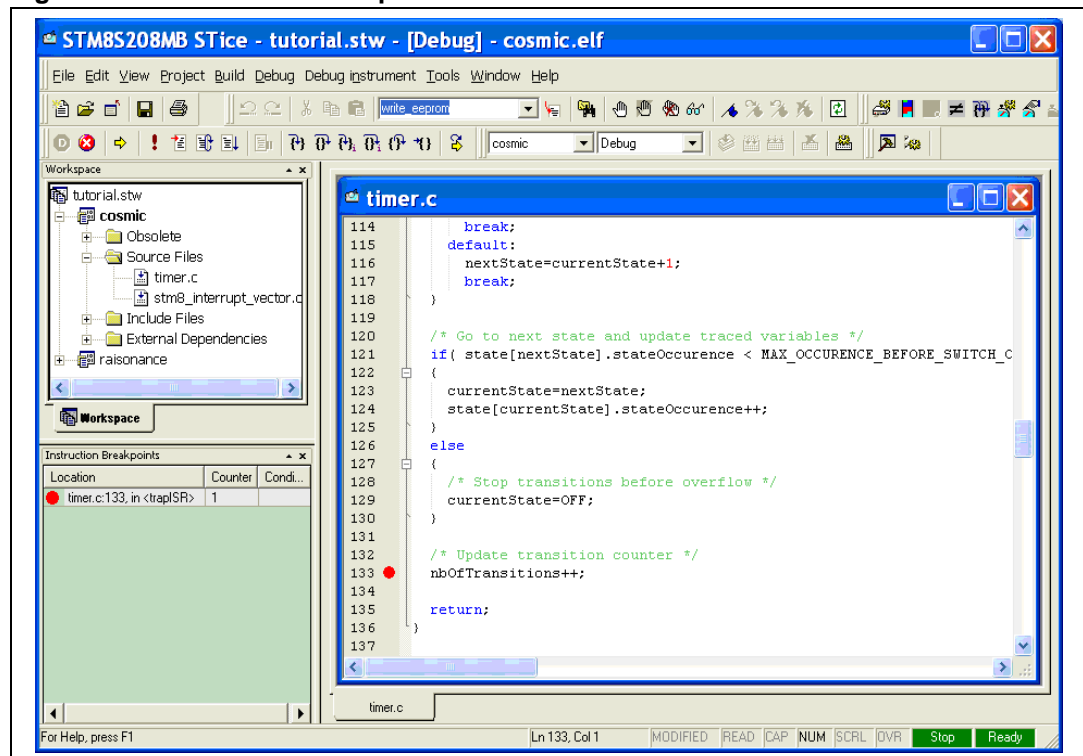 STM8S208MB STice - tutorial.stw - [Debug] - cosmic.elf
File Edit View Project Build Debug Debug instrument Tools Window Help
write_eeprom
cosmic Debug
Workspace
tutorial.stw
cosmic
Obsolete
Source Files
timer.c
stm8_interrupt_vector.c
Include Files
External Dependencies
raisonance
Workspace
Instruction Breakpoints
Location Counter Condi...
timer.c:133, in <trapISR> 1
timer.c
114 break;
115 default:
116 nextState=currentState+1;
117 break;
118 }
119
120 /* Go to next state and update traced variables */
121 if( state[nextState].stateOccurence < MAX_OCCURENCE_BEFORE_SWITCH_C
122 {
123 currentState=nextState;
124 state[currentState].stateOccurence++;
125 }
126 else
127 {
128 /* Stop transitions before overflow */
129 currentState=OFF;
130 }
131
132 /* Update transition counter */
133 nbOfTransitions++;
134
135 return;
136 }
137
timer.c
For Help, press F1 Ln 133, Col 1 MODIFIED READ CAP NUM SCRL OVR Stop Ready